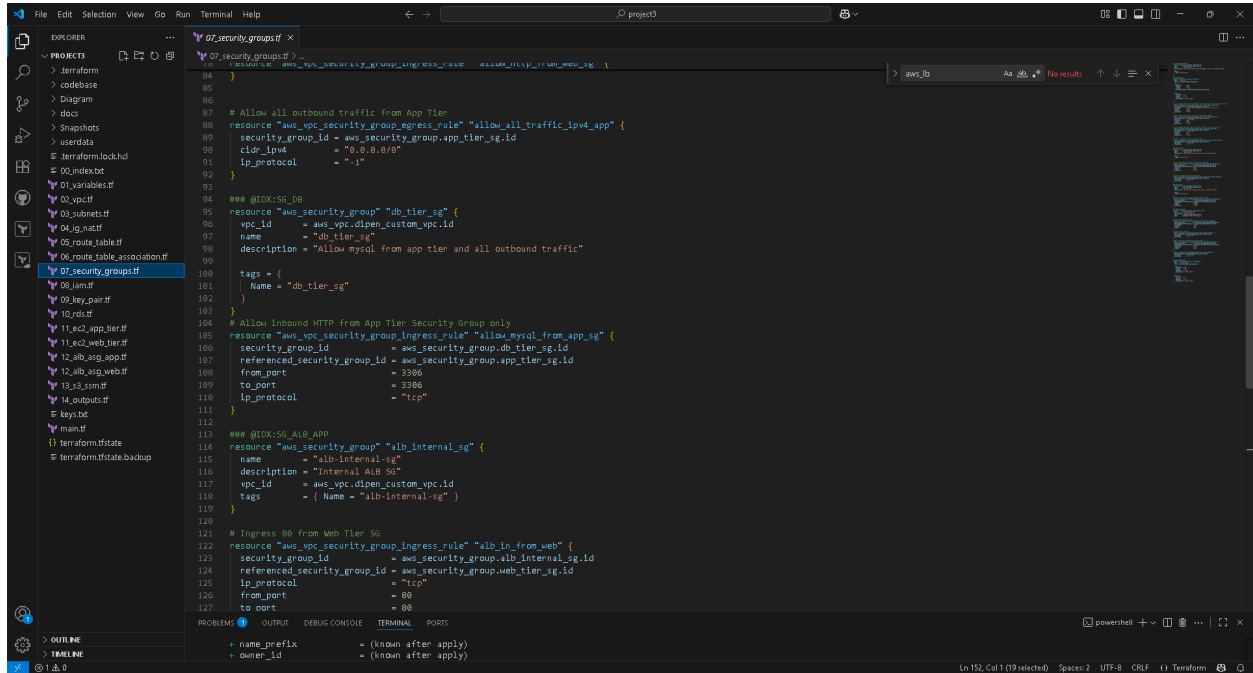 File Edit Selection View Go Run Terminal Help
project3
EXPLORER
PROJECT3
.terraform
codebase
Diagram
docs
Snapshots
userdata
.terraform.lock.hcl
00_index.txt
01_variables.tf
02_vpc.tf
03_subnets.tf
04_ig_nat.tf
05_route_table.tf
06_route_table_association.tf
07_security_groups.tf
08_iam.tf
09_key_pair.tf
10_rds.tf
11_ec2_app_tier.tf
11_ec2_web_tier.tf
12_alb_asg_app.tf
12_alb_asg_web.tf
13_s3_ssm.tf
14_outputs.tf
keys.txt
main.tf
terraform.tfstate
terraform.tfstate.backup
OUTLINE
TIMELINE
07_security_groups.tf
07_security_groups.tf > ...
aws_lb Aa ab No results
78 resource "aws_vpc_security_group_ingress_rule" "allow_http_from_web_sg" {
84 }
85
86
87 # Allow all outbound traffic from App Tier
88 resource "aws_vpc_security_group_egress_rule" "allow_all_traffic_ipv4_app" {
89 security_group_id = aws_security_group.app_tier_sg.id
90 cidr_ipv4 = "0.0.0.0/0"
91 ip_protocol = "-1"
92 }
93
94 ### @IDX:SG_DB
95 resource "aws_security_group" "db_tier_sg" {
96 vpc_id = aws_vpc.dipen_custom_vpc.id
97 name = "db_tier_sg"
98 description = "Allow mysql from app tier and all outbound traffic"
99
100 tags = {
101 Name = "db_tier_sg"
102 }
103 }
104 # Allow inbound HTTP from App Tier Security Group only
105 resource "aws_vpc_security_group_ingress_rule" "allow_mysql_from_app_sg" {
106 security_group_id = aws_security_group.db_tier_sg.id
107 referenced_security_group_id = aws_security_group.app_tier_sg.id
108 from_port = 3306
109 to_port = 3306
110 ip_protocol = "tcp"
111 }
112
113 ### @IDX:SG_ALB_APP
114 resource "aws_security_group" "alb_internal_sg" {
115 name = "alb-internal-sg"
116 description = "Internal ALB SG"
117 vpc_id = aws_vpc.dipen_custom_vpc.id
118 tags = { Name = "alb-internal-sg" }
119 }
120
121 # Ingress 80 from Web Tier SG
122 resource "aws_vpc_security_group_ingress_rule" "alb_in_from_web" {
123 security_group_id = aws_security_group.alb_internal_sg.id
124 referenced_security_group_id = aws_security_group.web_tier_sg.id
125 ip_protocol = "tcp"
126 from_port = 80
127 to_port = 80
PROBLEMS 1 OUTPUT DEBUG CONSOLE TERMINAL PORTS
powershell
+ name_prefix = (known after apply)
+ owner_id = (known after apply)
1 0
Ln 152, Col 1 (19 selected) Spaces: 2 UTF-8 CRLF {} Terraform